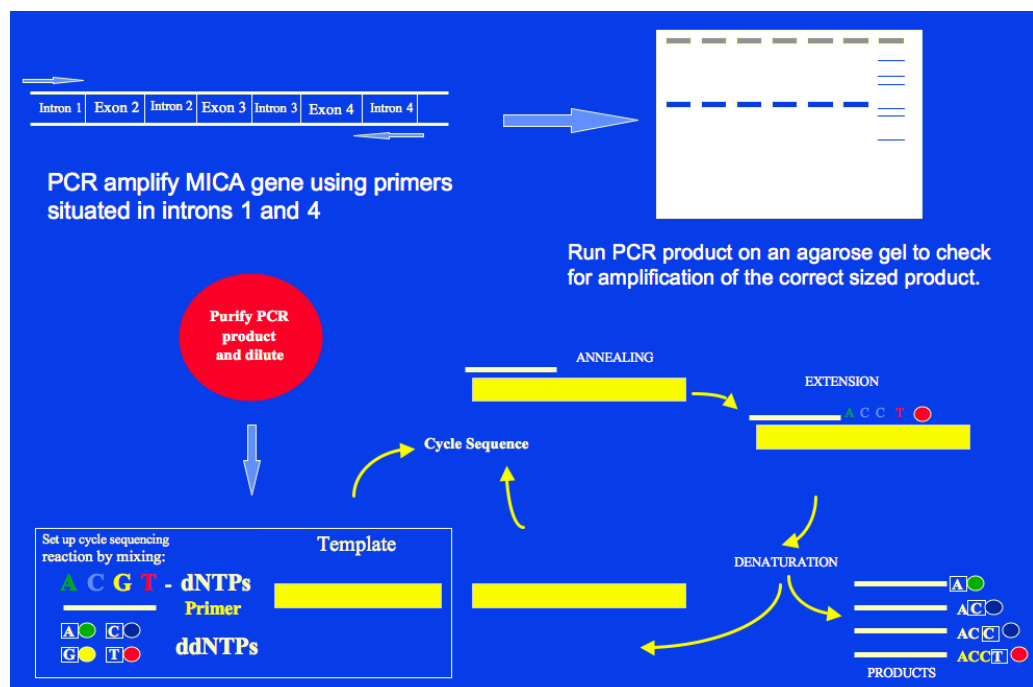 Intron 1 Exon 2 Intron 2 Exon 3 Intron 3 Exon 4 Intron 4
PCR amplify MICA gene using primers
situated in introns 1 and 4
Run PCR product on an agarose gel to check
for amplification of the correct sized product.
Purify PCR
product
and dilute
ANNEALING
EXTENSION
A C C T
Cycle Sequence
Set up cycle sequencing
reaction by mixing:
A C G T - dNTPs
Primer
A C
G T
ddNTPs
Template
DENATURATION
A
AC
ACC
ACCT
PRODUCTS